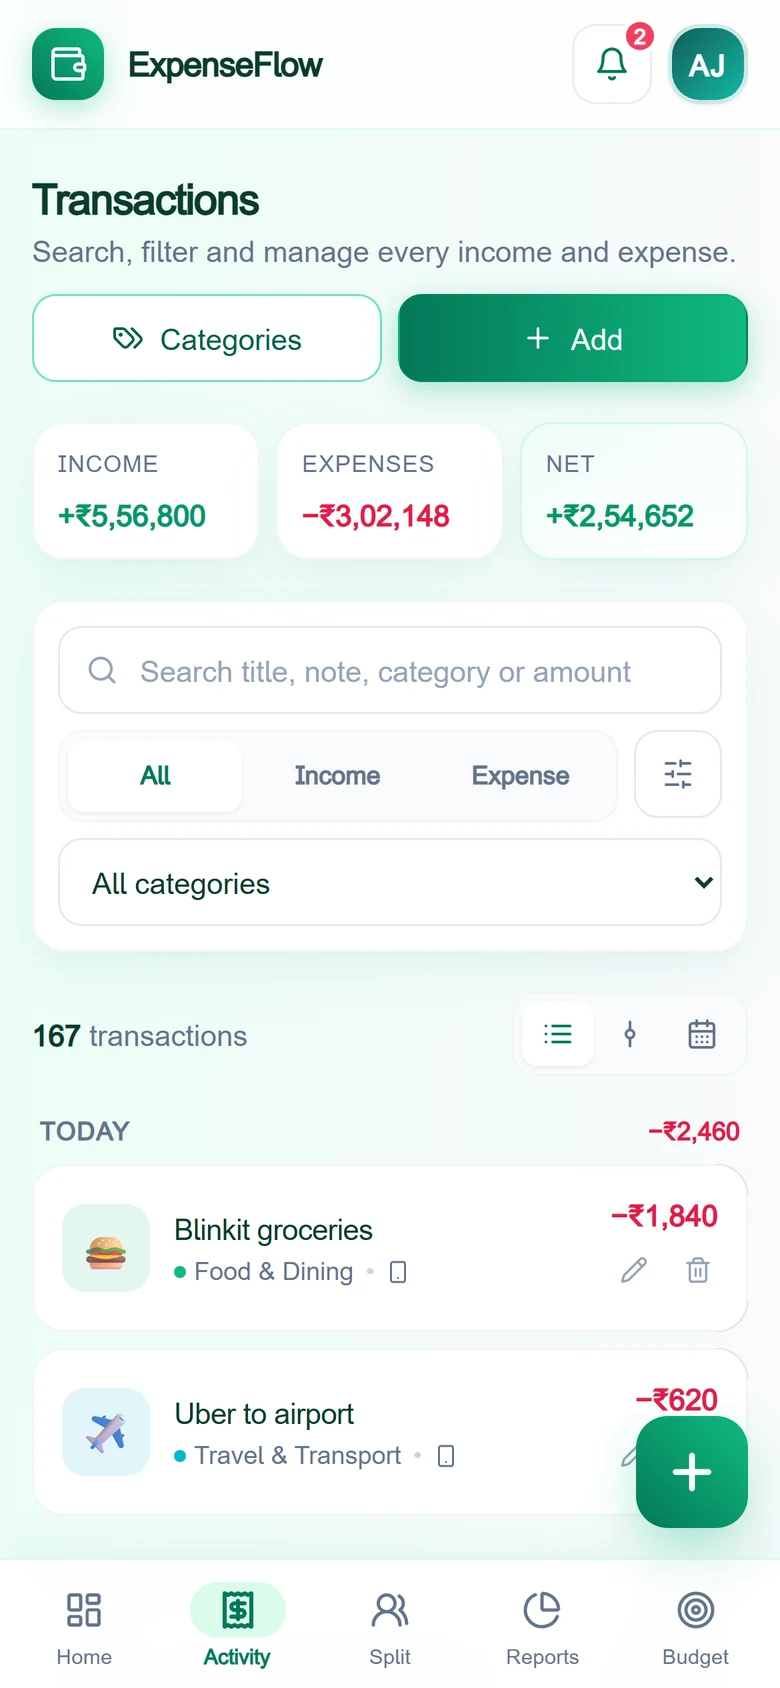 ExpenseFlow
2
AJ
Transactions
Search, filter and manage every income and expense.
Categories
Add
INCOME
+₹5,56,800
EXPENSES
−₹3,02,148
NET
+₹2,54,652
Search title, note, category or amount
All
Income
Expense
All categories
167 transactions
TODAY
−₹2,460
Blinkit groceries
−₹1,840
Food & Dining
Uber to airport
−₹620
Travel & Transport
Home
Activity
Split
Reports
Budget